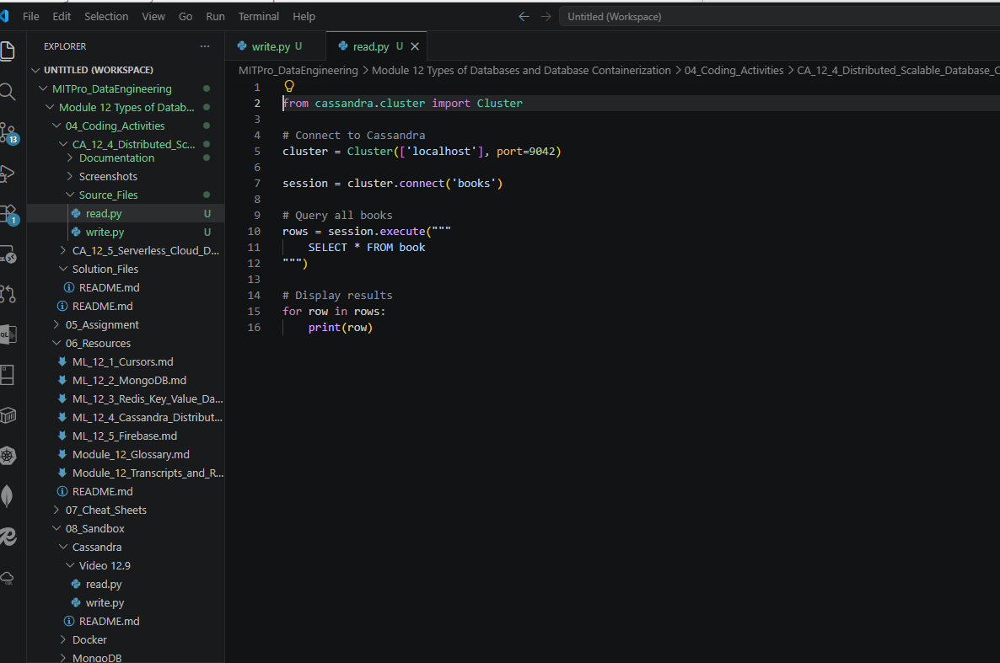 File Edit Selection View Go Run Terminal Help
Untitled (Workspace)
EXPLORER
UNTITLED (WORKSPACE)
MITPro_DataEngineering
Module 12 Types of Datab...
04_Coding_Activities
CA_12_4_Distributed_Sc...
Documentation
Screenshots
Source_Files
read.py U
write.py U
CA_12_5_Serverless_Cloud_D...
Solution_Files
README.md
README.md
05_Assignment
06_Resources
ML_12_1_Cursors.md
ML_12_2_MongoDB.md
ML_12_3_Redis_Key_Value_Da...
ML_12_4_Cassandra_Distribut...
ML_12_5_Firebase.md
Module_12_Glossary.md
Module_12_Transcripts_and_R...
README.md
07_Cheat_Sheets
08_Sandbox
Cassandra
Video 12.9
read.py
write.py
README.md
Docker
MongoDB
13
1
write.py U read.py U
MITPro_DataEngineering > Module 12 Types of Databases and Database Containerization > 04_Coding_Activities > CA_12_4_Distributed_Scalable_Database_C
1
2 from cassandra.cluster import Cluster
3
4 # Connect to Cassandra
5 cluster = Cluster(['localhost'], port=9042)
6
7 session = cluster.connect('books')
8
9 # Query all books
10 rows = session.execute("""
11 SELECT * FROM book
12 """)
13
14 # Display results
15 for row in rows:
16 print(row)